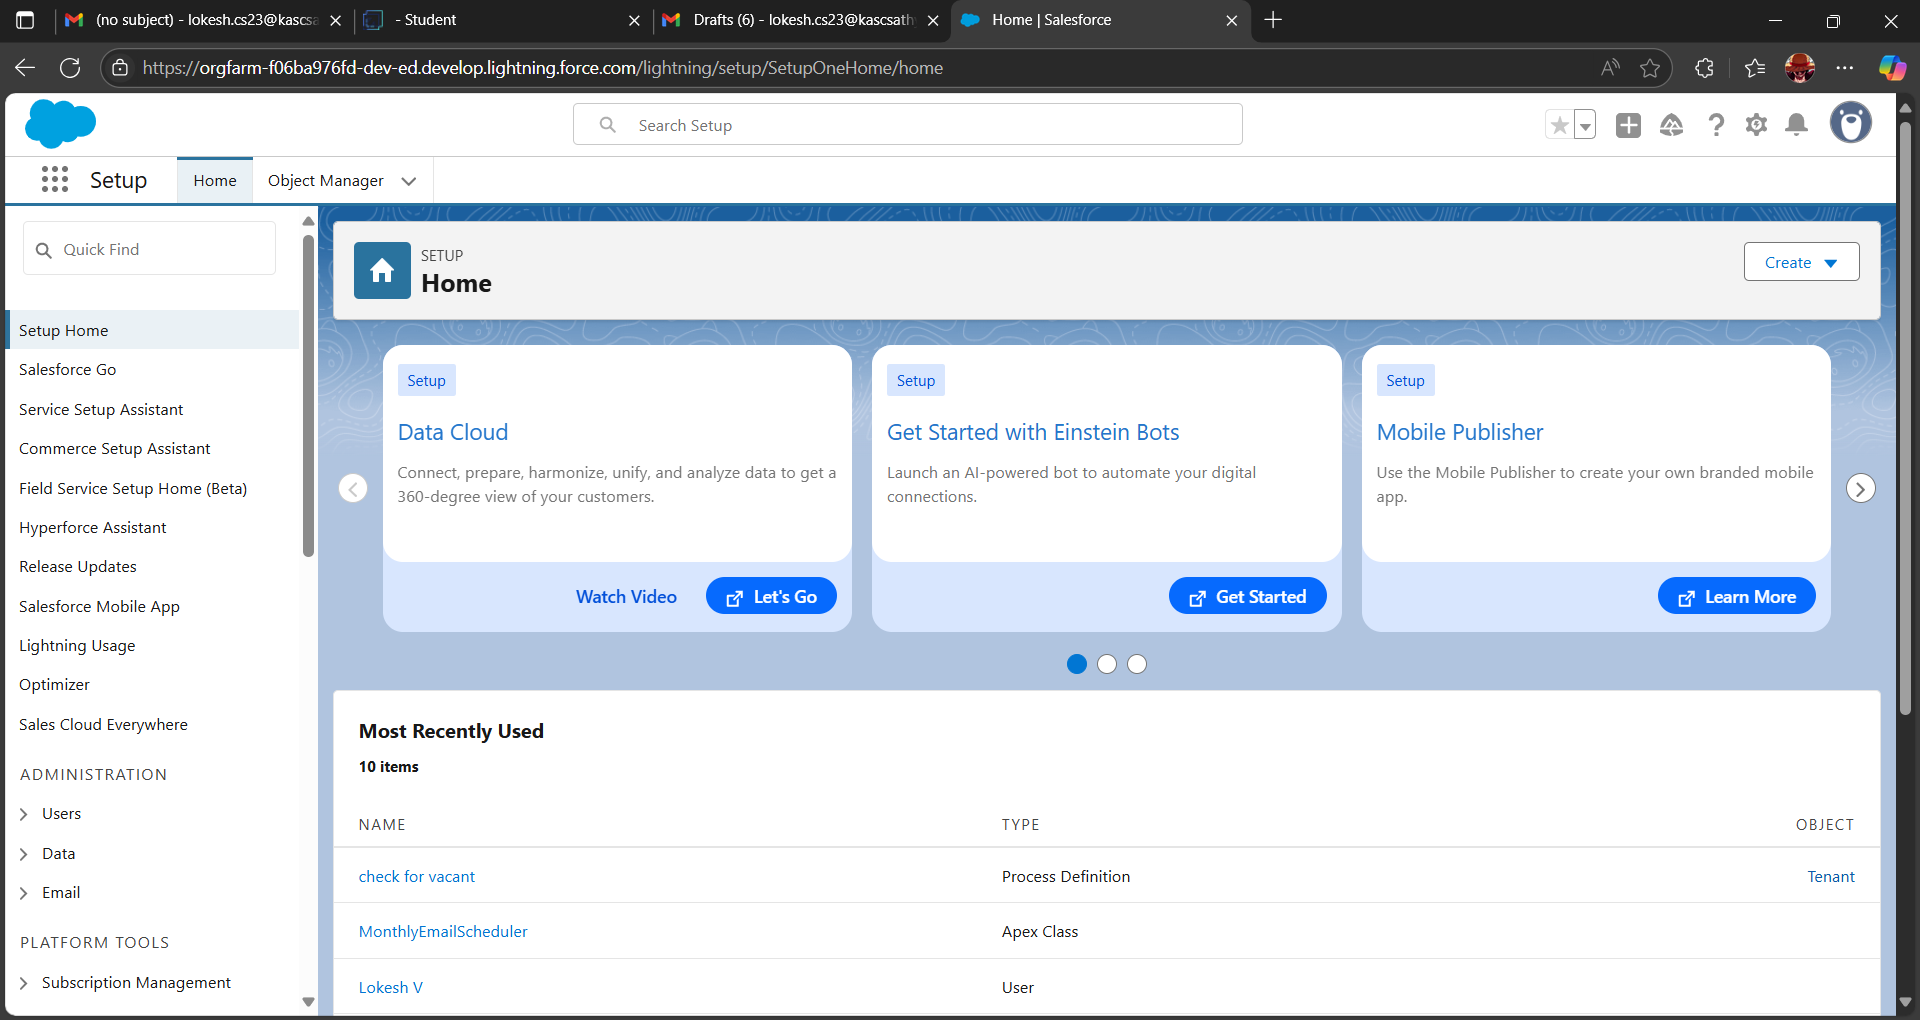 (no subject) - lokesh.cs23@kascsa
- Student
Drafts (6) - lokesh.cs23@kascsath
Home | Salesforce
https://orgfarm-f06ba976fd-dev-ed.develop.lightning.force.com/lightning/setup/SetupOneHome/home
Search Setup
Setup
Home
Object Manager
Quick Find
Setup Home
Salesforce Go
Service Setup Assistant
Commerce Setup Assistant
Field Service Setup Home (Beta)
Hyperforce Assistant
Release Updates
Salesforce Mobile App
Lightning Usage
Optimizer
Sales Cloud Everywhere
ADMINISTRATION
Users
Data
Email
PLATFORM TOOLS
Subscription Management
SETUP
Home
Create
Setup
Data Cloud
Connect, prepare, harmonize, unify, and analyze data to get a
360-degree view of your customers.
Watch Video
Let's Go
Setup
Get Started with Einstein Bots
Launch an AI-powered bot to automate your digital
connections.
Get Started
Setup
Mobile Publisher
Use the Mobile Publisher to create your own branded mobile
app.
Learn More
Most Recently Used
10 items
NAME TYPE OBJECT
check for vacant Process Definition Tenant
MonthlyEmailScheduler Apex Class
Lokesh V User